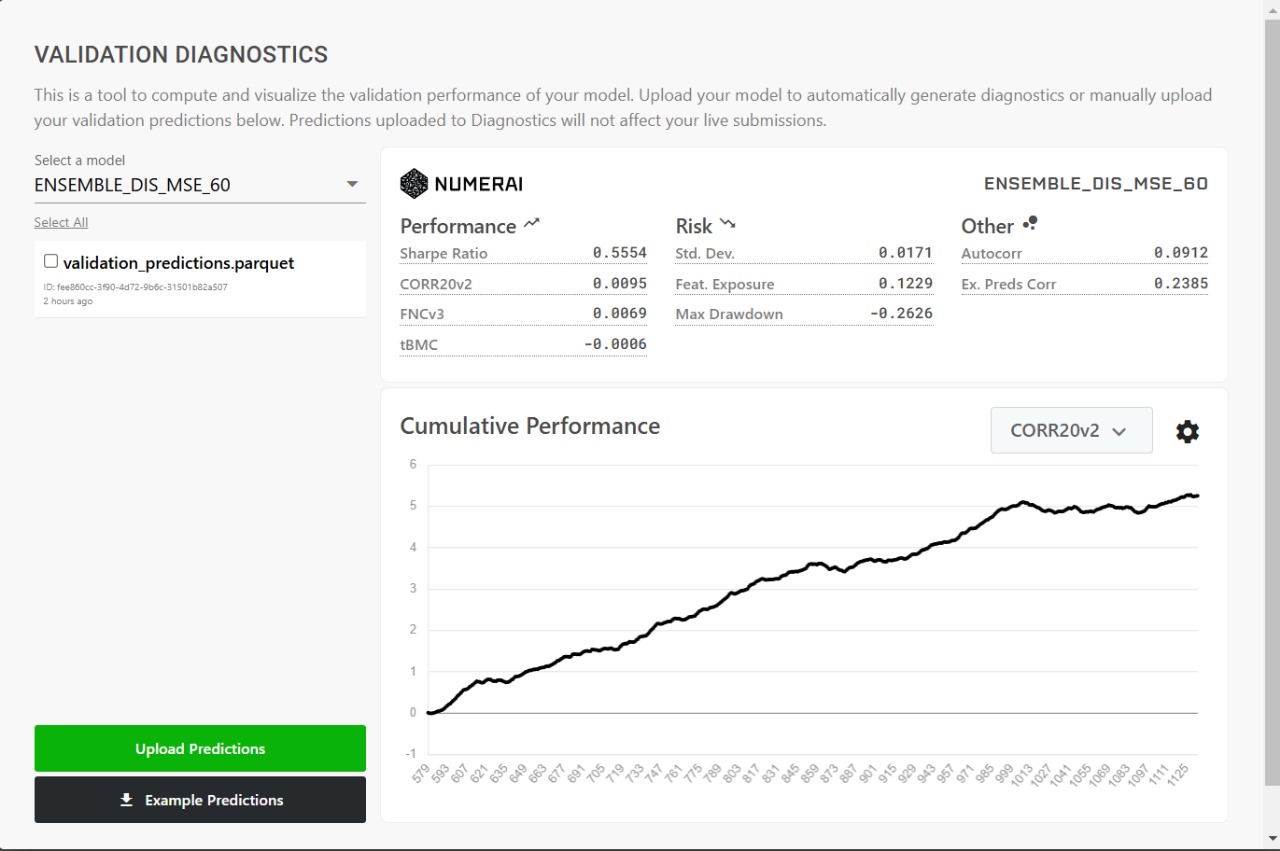 VALIDATION DIAGNOSTICS
This is a tool to compute and visualize the validation performance of your model. Upload your model to automatically generate diagnostics or manually upload
your validation predictions below. Predictions uploaded to Diagnostics will not affect your live submissions.
Select a model
ENSEMBLE_DIS_MSE_60
Select All
validation_predictions.parquet
ID: fee860cc-3f90-4d72-9b6c-31501b82a507
2 hours ago
Upload Predictions
Example Predictions
NUMERAI
ENSEMBLE_DIS_MSE_60
Performance
Sharpe Ratio 0.5554
CORR20v2 0.0095
FNCv3 0.0069
tBMC -0.0006
Risk
Std. Dev. 0.0171
Feat. Exposure 0.1229
Max Drawdown -0.2626
Other
Autocorr 0.0912
Ex. Preds Corr 0.2385
Cumulative Performance
CORR20v2
6
5
4
3
2
1
0
-1
579 593 607 621 635 649 663 677 691 705 719 733 747 761 775 789 803 817 831 845 859 873 887 901 915 929 943 957 971 985 999 1013 1027 1041 1055 1069 1083 1097 1111 1125